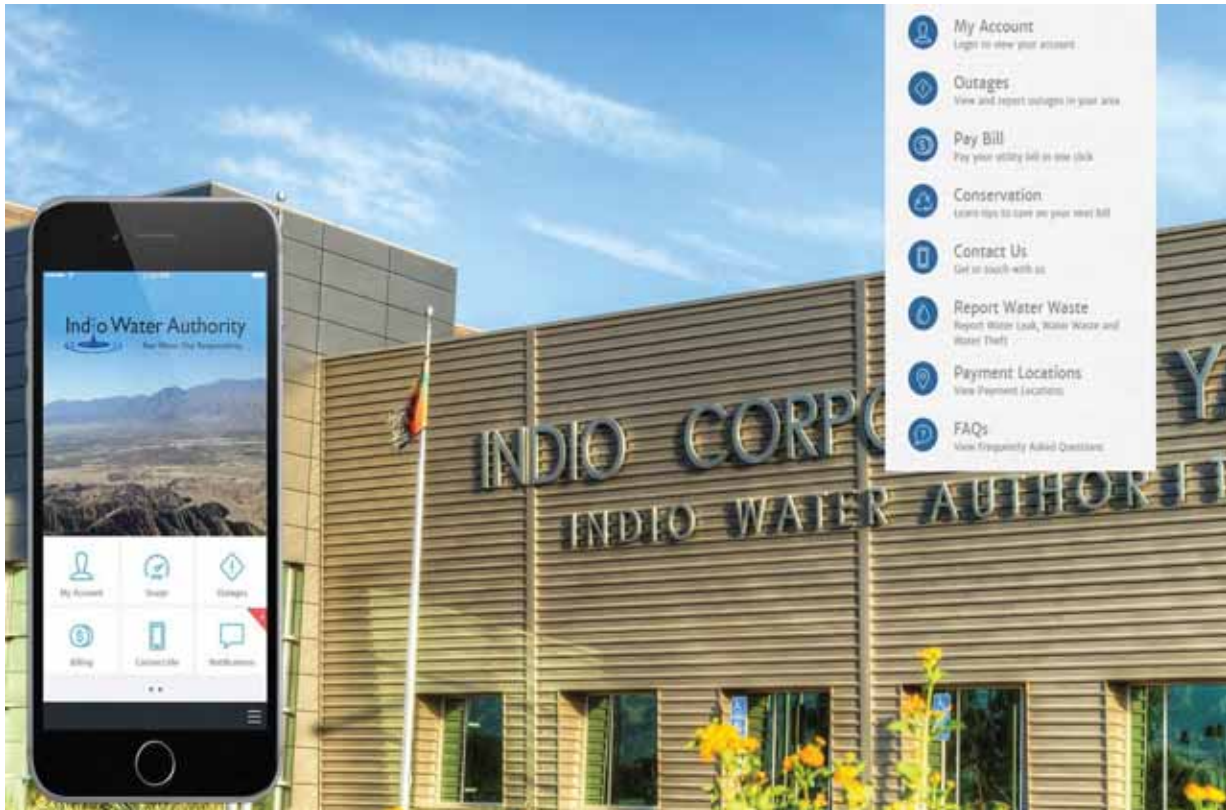 Indio Water Authority
My Account
Usage
Outages
Billing
Notifications
My Account
Login to view your account
Outages
View and report outages in your area
Pay Bill
Pay your utility bill in one click
Conservation
Learn tips to save on your next bill
Contact Us
Get in touch with us
Report Water Waste
Report Water Leak, Water Waste and
Water Theft
Payment Locations
View Payment Locations
FAQs
View Frequently Asked Questions
INDIO CORPO Y
INDIO WATER AUTHORIT